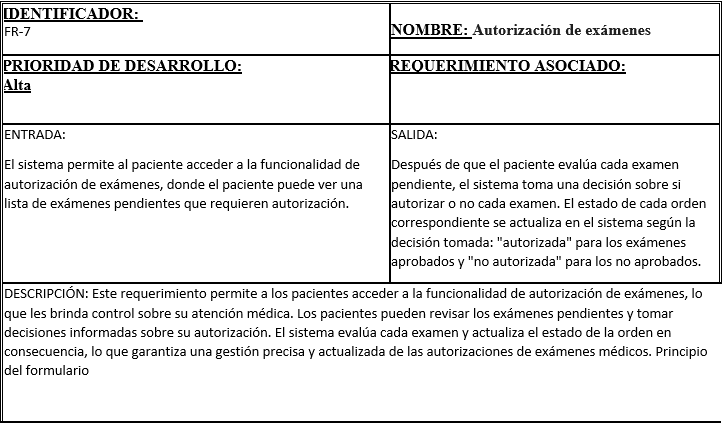 IDENTIFICADOR:
FR-7
NOMBRE: Autorización de exámenes
PRIORIDAD DE DESARROLLO:
Alta
REQUERIMIENTO ASOCIADO:
ENTRADA:
El sistema permite al paciente acceder a la funcionalidad de
autorización de exámenes, donde el paciente puede ver una
lista de exámenes pendientes que requieren autorización.
SALIDA:
Después de que el paciente evalúa cada examen
pendiente, el sistema toma una decisión sobre si
autorizar o no cada examen. El estado de cada orden
correspondiente se actualiza en el sistema según la
decisión tomada: "autorizada" para los exámenes
aprobados y "no autorizada" para los no aprobados.
DESCRIPCIÓN: Este requerimiento permite a los pacientes acceder a la funcionalidad de autorización de exámenes, lo
que les brinda control sobre su atención médica. Los pacientes pueden revisar los exámenes pendientes y tomar
decisiones informadas sobre su autorización. El sistema evalúa cada examen y actualiza el estado de la orden en
consecuencia, lo que garantiza una gestión precisa y actualizada de las autorizaciones de exámenes médicos. Principio
del formulario